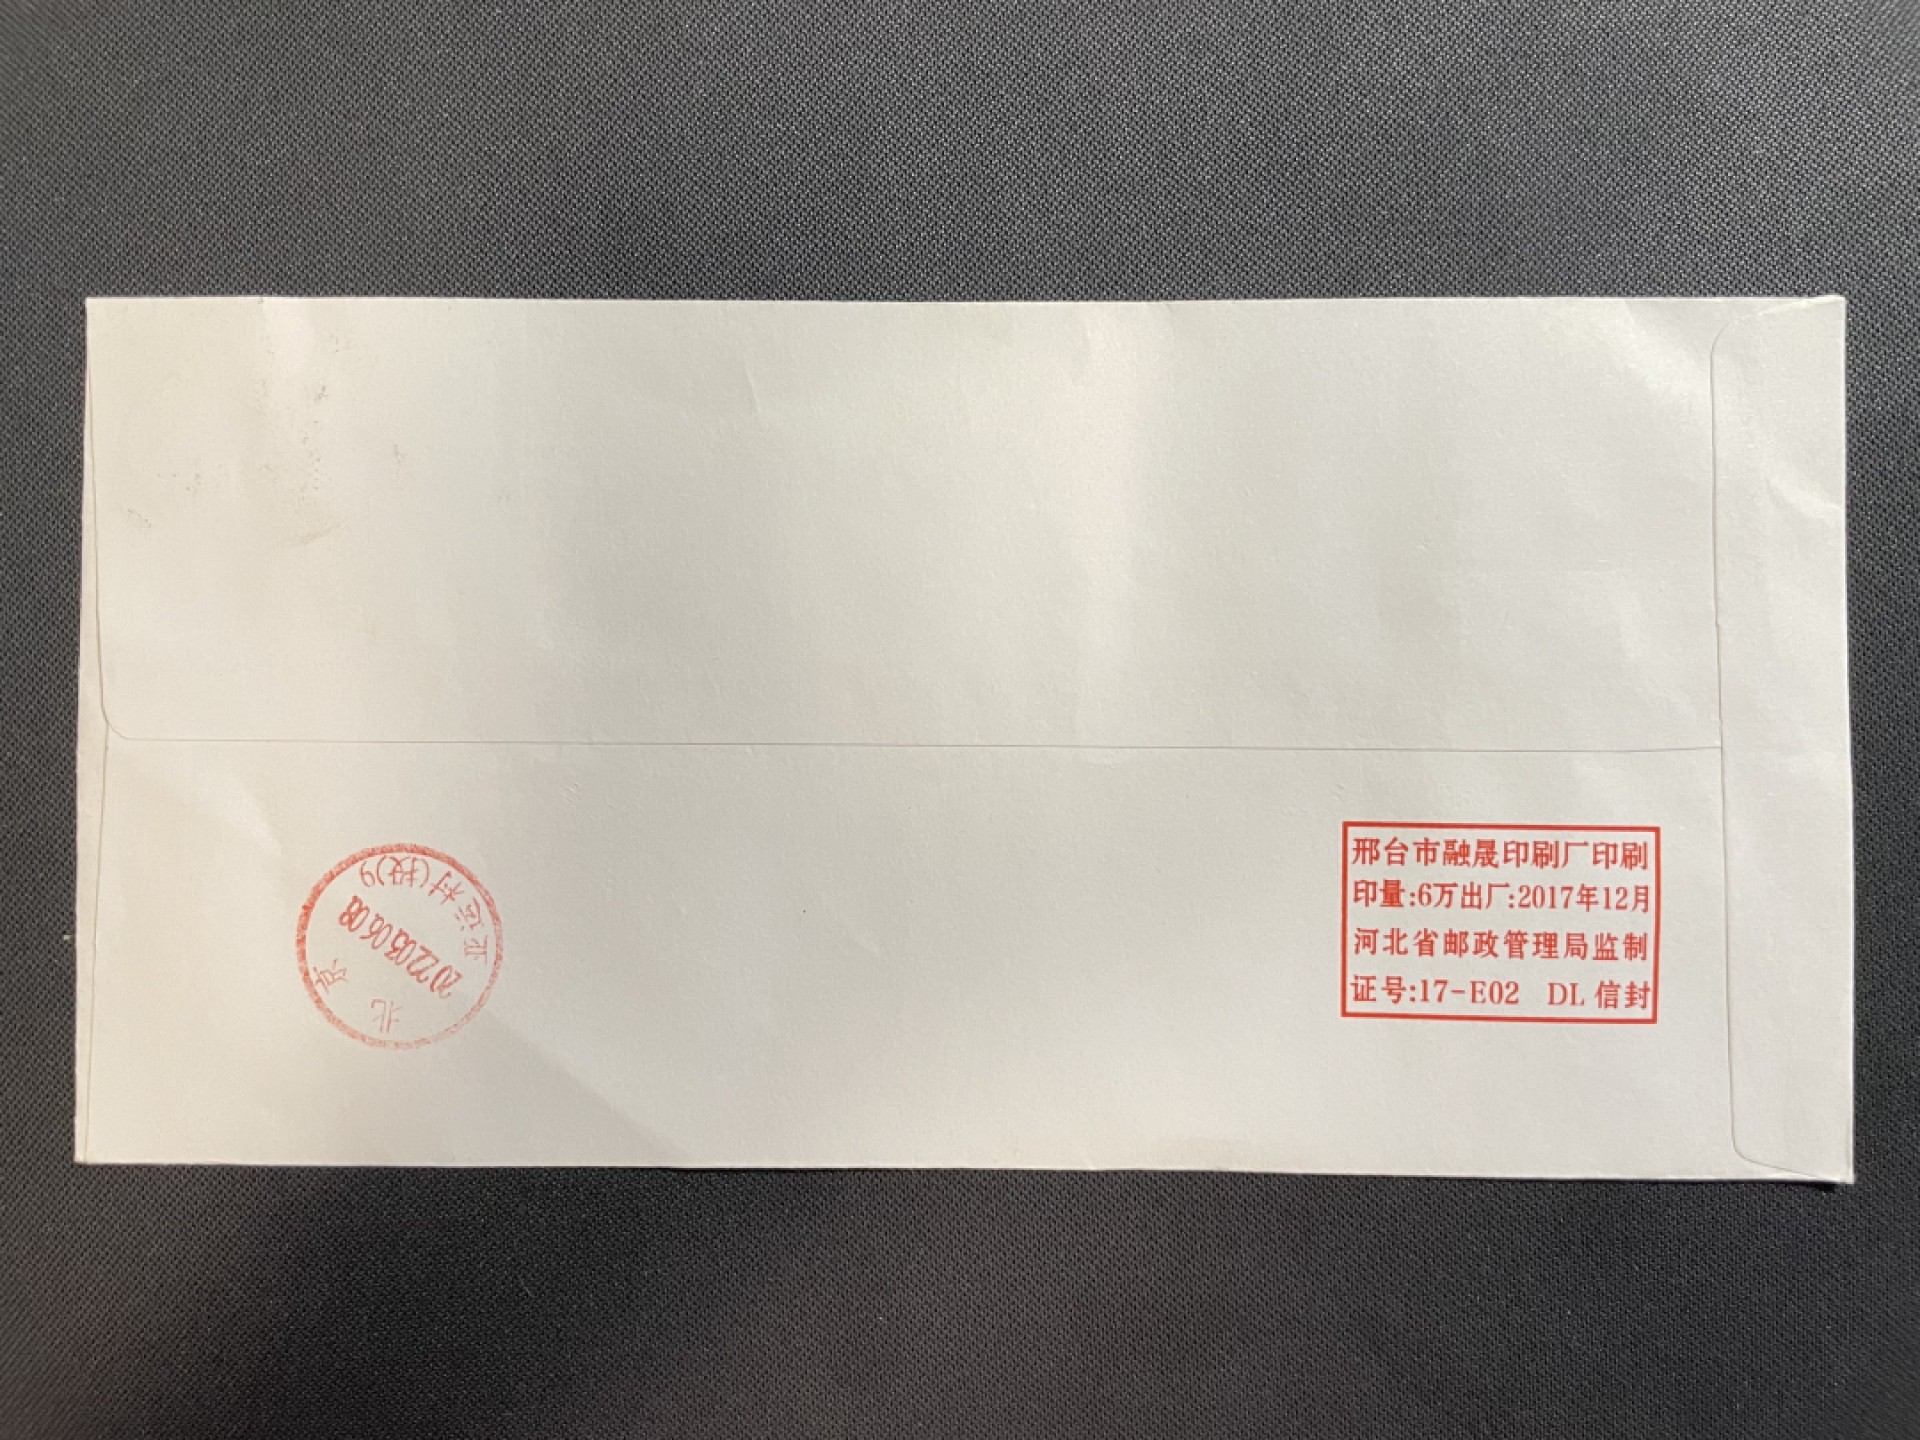 邢台市融晟印刷厂印刷
印量:6万出厂:2017年12月
河北省邮政管理局监制
证号:17-E02 DL 信封
北京
2022.03.06.08
亚运村(投)9